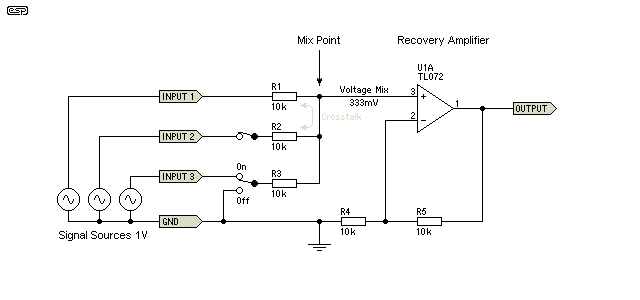 esp
Mix Point
Recovery Amplifier
U1A
TL072
INPUT 1
R1
10k
Voltage Mix
333mV
3
+
1
OUTPUT
Crosstalk
2
−
INPUT 2
R2
10k
INPUT 3
On
Off
R3
10k
GND
R4
10k
R5
10k
Signal Sources 1V